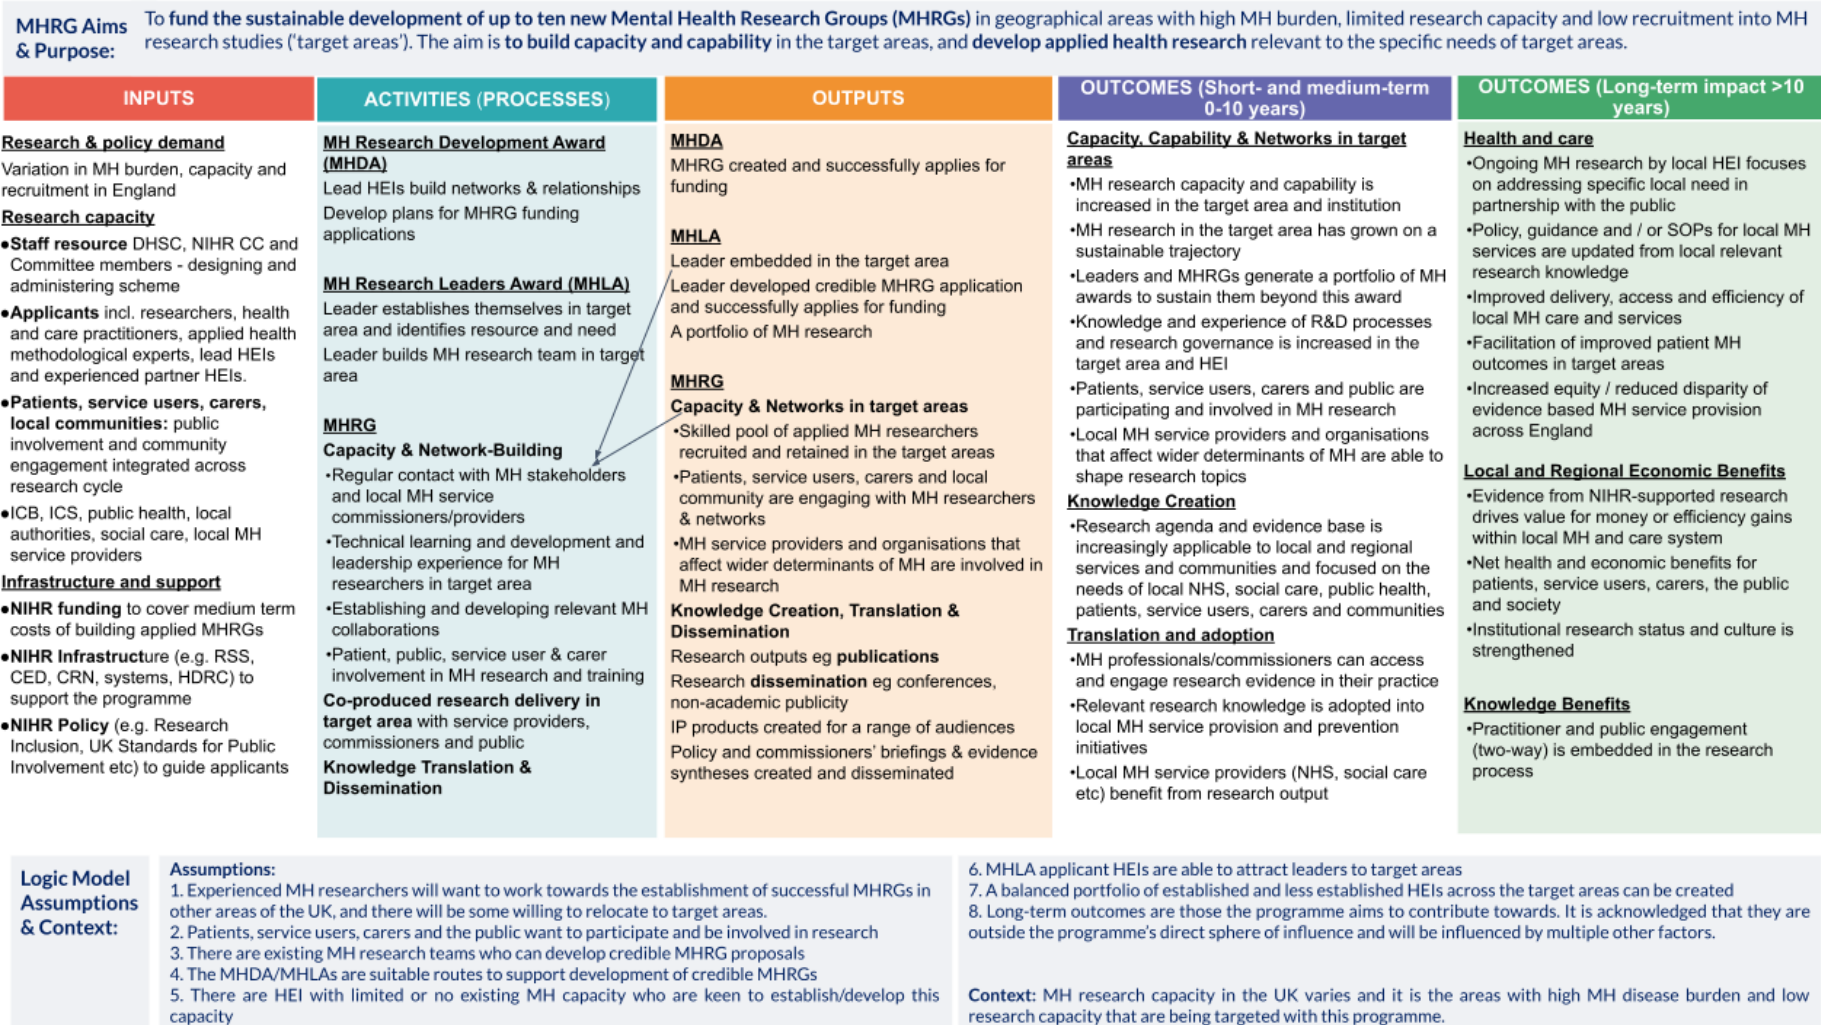 MHRG Aims
& Purpose:
To fund the sustainable development of up to ten new Mental Health Research Groups (MHRGs) in geographical areas with high MH burden, limited research capacity and low recruitment into MH
research studies (‘target areas’). The aim is to build capacity and capability in the target areas, and develop applied health research relevant to the specific needs of target areas.
INPUTS
Research & policy demand
Variation in MH burden, capacity and
recruitment in England
Research capacity
●Staff resource DHSC, NIHR CC and
Committee members - designing and
administering scheme
●Applicants incl. researchers, health
and care practitioners, applied health
methodological experts, lead HEIs
and experienced partner HEIs.
●Patients, service users, carers,
local communities: public
involvement and community
engagement integrated across
research cycle
●ICB, ICS, public health, local
authorities, social care, local MH
service providers
Infrastructure and support
●NIHR funding to cover medium term
costs of building applied MHRGs
●NIHR Infrastructure (e.g. RSS,
CED, CRN, systems, HDRC) to
support the programme
●NIHR Policy (e.g. Research
Inclusion, UK Standards for Public
Involvement etc) to guide applicants
ACTIVITIES (PROCESSES)
MH Research Development Award
(MHDA)
Lead HEIs build networks & relationships
Develop plans for MHRG funding
applications
MH Research Leaders Award (MHLA)
Leader establishes themselves in target
area and identifies resource and need
Leader builds MH research team in target
area
MHRG
Capacity & Network-Building
•Regular contact with MH stakeholders
and local MH service
commissioners/providers
•Technical learning and development and
leadership experience for MH
researchers in target area
•Establishing and developing relevant MH
collaborations
•Patient, public, service user & carer
involvement in MH research and training
Co-produced research delivery in
target area with service providers,
commissioners and public
Knowledge Translation &
Dissemination
OUTPUTS
MHDA
MHRG created and successfully applies for
funding
MHLA
Leader embedded in the target area
Leader developed credible MHRG application
and successfully applies for funding
A portfolio of MH research
MHRG
Capacity & Networks in target areas
•Skilled pool of applied MH researchers
recruited and retained in the target areas
•Patients, service users, carers and local
community are engaging with MH researchers
& networks
•MH service providers and organisations that
affect wider determinants of MH are involved in
MH research
Knowledge Creation, Translation &
Dissemination
Research outputs eg publications
Research dissemination eg conferences,
non-academic publicity
IP products created for a range of audiences
Policy and commissioners’ briefings & evidence
syntheses created and disseminated
OUTCOMES (Short- and medium-term
0-10 years)
Capacity, Capability & Networks in target
areas
•MH research capacity and capability is
increased in the target area and institution
•MH research in the target area has grown on a
sustainable trajectory
•Leaders and MHRGs generate a portfolio of MH
awards to sustain them beyond this award
•Knowledge and experience of R&D processes
and research governance is increased in the
target area and HEI
•Patients, service users, carers and public are
participating and involved in MH research
•Local MH service providers and organisations
that affect wider determinants of MH are able to
shape research topics
Knowledge Creation
•Research agenda and evidence base is
increasingly applicable to local and regional
services and communities and focused on the
needs of local NHS, social care, public health,
patients, service users, carers and communities
Translation and adoption
•MH professionals/commissioners can access
and engage research evidence in their practice
•Relevant research knowledge is adopted into
local MH service provision and prevention
initiatives
•Local MH service providers (NHS, social care
etc) benefit from research output
OUTCOMES (Long-term impact >10
years)
Health and care
•Ongoing MH research by local HEI focuses
on addressing specific local need in
partnership with the public
•Policy, guidance and / or SOPs for local MH
services are updated from local relevant
research knowledge
•Improved delivery, access and efficiency of
local MH care and services
•Facilitation of improved patient MH
outcomes in target areas
•Increased equity / reduced disparity of
evidence based MH service provision
across England
Local and Regional Economic Benefits
•Evidence from NIHR-supported research
drives value for money or efficiency gains
within local MH and care system
•Net health and economic benefits for
patients, service users, carers, the public
and society
•Institutional research status and culture is
strengthened
Knowledge Benefits
•Practitioner and public engagement
(two-way) is embedded in the research
process
Logic Model
Assumptions
& Context:
Assumptions:
1. Experienced MH researchers will want to work towards the establishment of successful MHRGs in
other areas of the UK, and there will be some willing to relocate to target areas.
2. Patients, service users, carers and the public want to participate and be involved in research
3. There are existing MH research teams who can develop credible MHRG proposals
4. The MHDA/MHLAs are suitable routes to support development of credible MHRGs
5. There are HEI with limited or no existing MH capacity who are keen to establish/develop this
capacity
6. MHLA applicant HEIs are able to attract leaders to target areas
7. A balanced portfolio of established and less established HEIs across the target areas can be created
8. Long-term outcomes are those the programme aims to contribute towards. It is acknowledged that they are
outside the programme’s direct sphere of influence and will be influenced by multiple other factors.
Context: MH research capacity in the UK varies and it is the areas with high MH disease burden and low
research capacity that are being targeted with this programme.